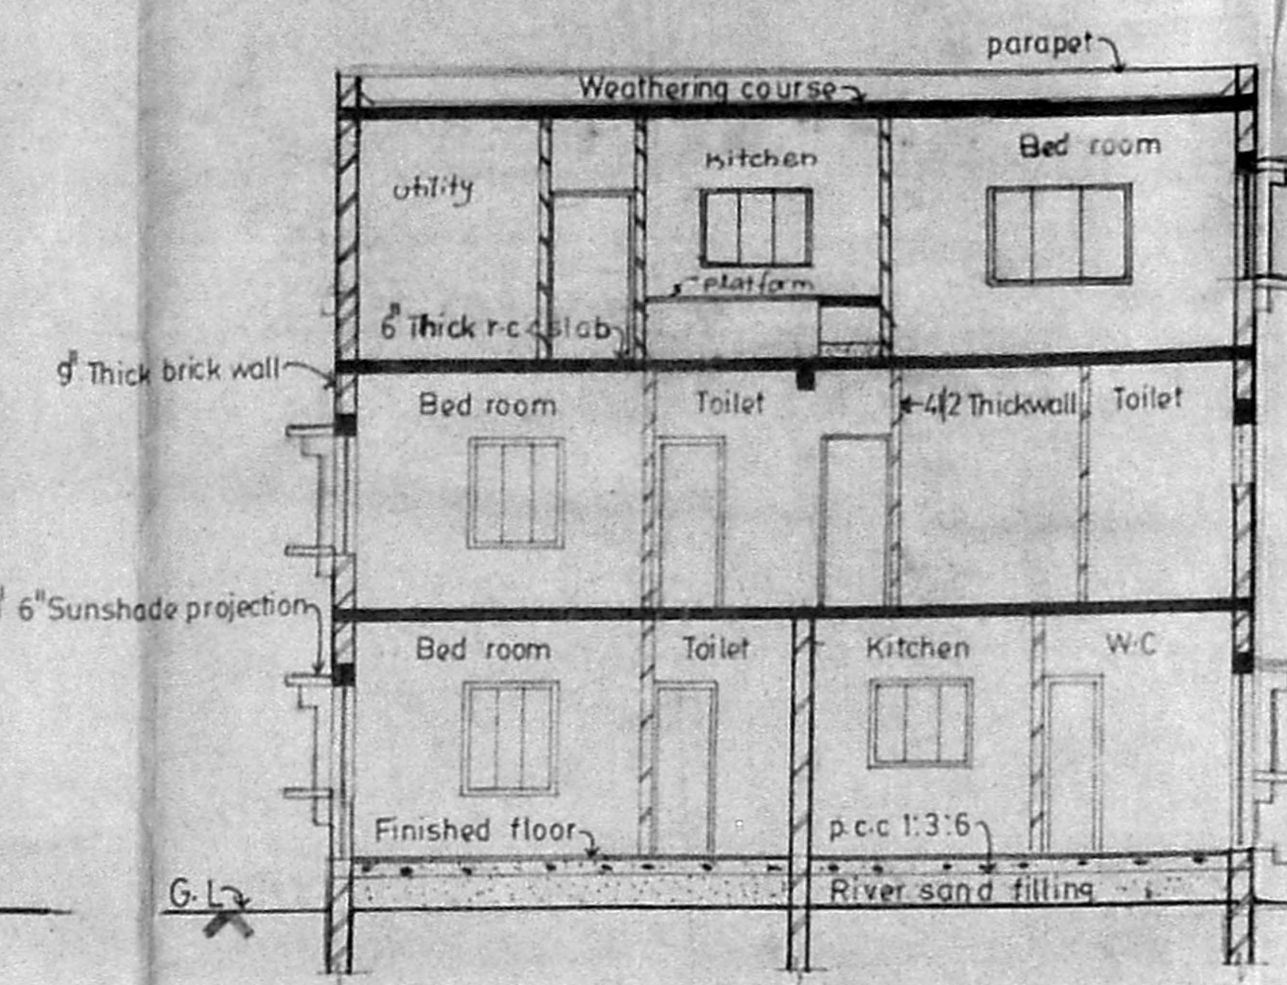 parapet
Weathering course
Kitchen
Bed room
utility
platform
6" Thick r.c.c slab
9" Thick brick wall
Bed room
Toilet
4 1/2 Thick wall
Toilet
6" Sunshade projection
Bed room
Toilet
Kitchen
W.C
Finished floor
p.c.c 1:3:6
G.L
River sand filling